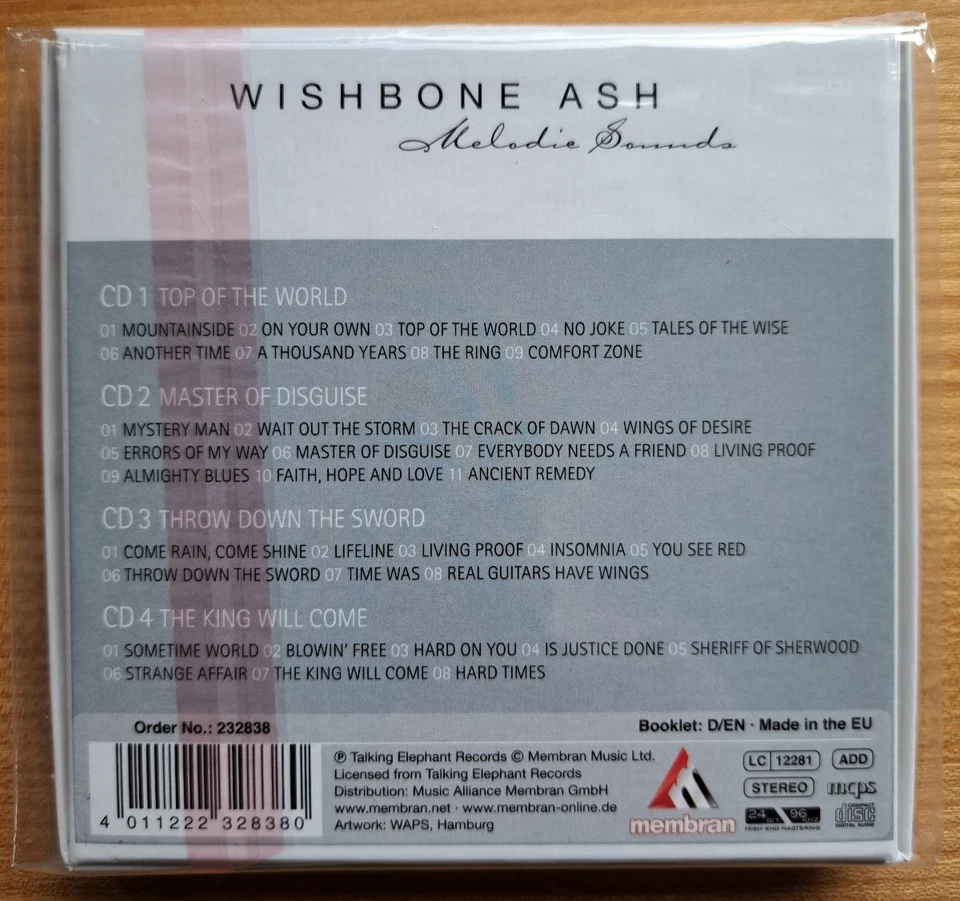 WISHBONE ASH
Melodic Sounds
CD 1 TOP OF THE WORLD
01 MOUNTAINSIDE 02 ON YOUR OWN 03 TOP OF THE WORLD 04 NO JOKE 05 TALES OF THE WISE
06 ANOTHER TIME 07 A THOUSAND YEARS 08 THE RING 09 COMFORT ZONE
CD 2 MASTER OF DISGUISE
01 MYSTERY MAN 02 WAIT OUT THE STORM 03 THE CRACK OF DAWN 04 WINGS OF DESIRE
05 ERRORS OF MY WAY 06 MASTER OF DISGUISE 07 EVERYBODY NEEDS A FRIEND 08 LIVING PROOF
09 ALMIGHTY BLUES 10 FAITH, HOPE AND LOVE 11 ANCIENT REMEDY
CD 3 THROW DOWN THE SWORD
01 COME RAIN, COME SHINE 02 LIFELINE 03 LIVING PROOF 04 INSOMNIA 05 YOU SEE RED
06 THROW DOWN THE SWORD 07 TIME WAS 08 REAL GUITARS HAVE WINGS
CD 4 THE KING WILL COME
01 SOMETIME WORLD 02 BLOWIN' FREE 03 HARD ON YOU 04 IS JUSTICE DONE 05 SHERIFF OF SHERWOOD
06 STRANGE AFFAIR 07 THE KING WILL COME 08 HARD TIMES
Order No.: 232838
Booklet: D/EN · Made in the EU
4 011222 328380
℗ Talking Elephant Records © Membran Music Ltd.
Licensed from Talking Elephant Records
Distribution: Music Alliance Membran GmbH
www.membran.net · www.membran-online.de
Artwork: WAPS, Hamburg
membran
LC 12281 ADD
STEREO mcps
24 BIT 96 KHZ
HIGH-END MASTERING
COMPACT
disc
DIGITAL AUDIO